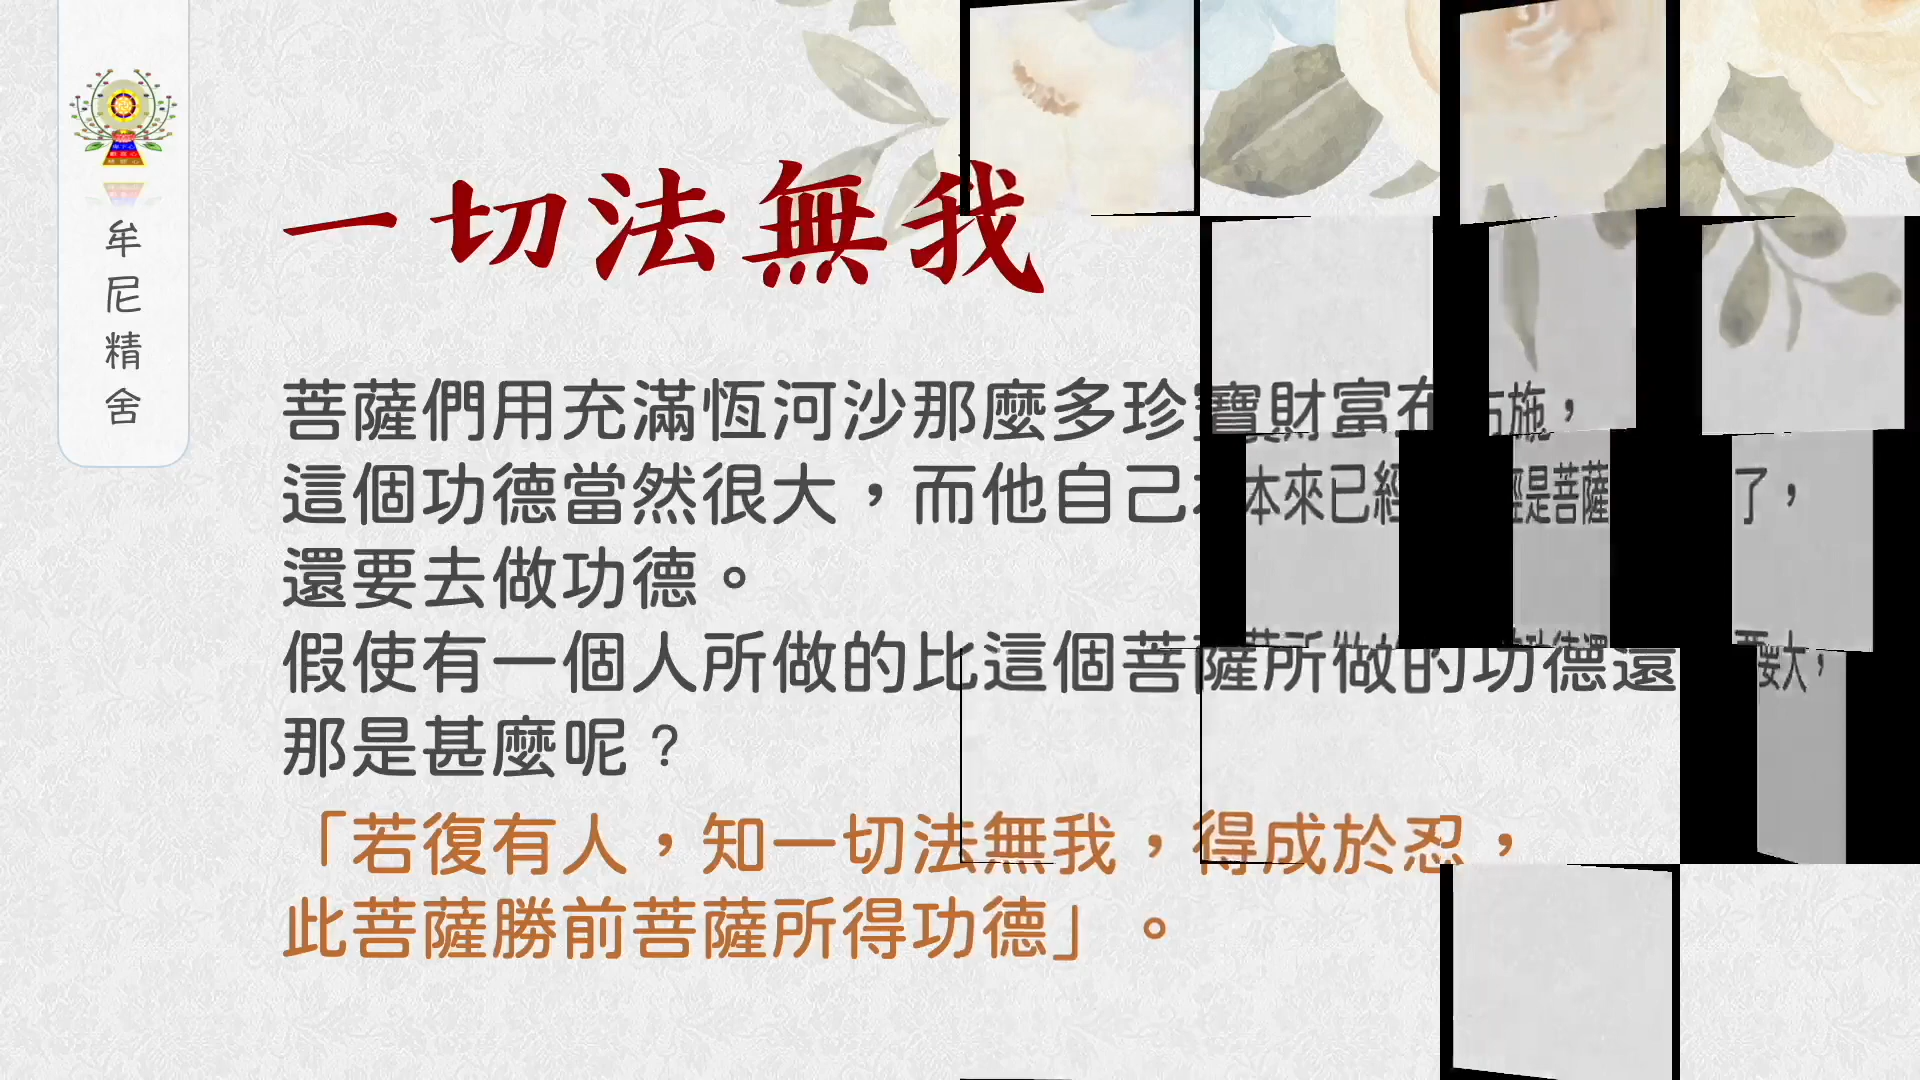 牟尼精舍
一切法無我
菩薩們用充滿恆河沙那麼多珍寶財富布施，
這個功德當然很大，而他自己本來已經是菩薩了，
還要去做功德。
假使有一個人所做的比這個菩薩所做的功德還要大，
那是甚麼呢？
「若復有人，知一切法無我，得成於忍，
此菩薩勝前菩薩所得功德」。